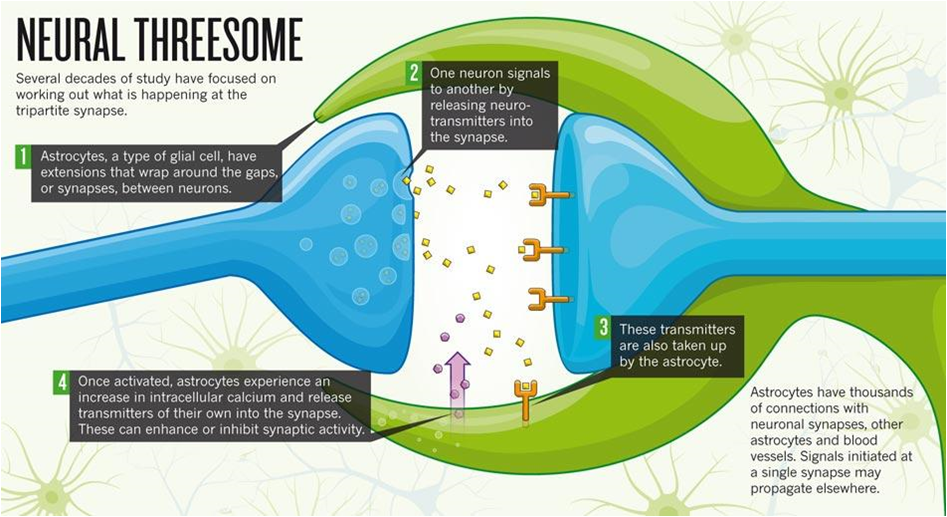 NEURAL THREESOME
Several decades of study have focused on
working out what is happening at the
tripartite synapse.
1 Astrocytes, a type of glial cell, have
extensions that wrap around the gaps,
or synapses, between neurons.
2 One neuron signals
to another by
releasing neuro-
transmitters into
the synapse.
3 These transmitters
are also taken up
by the astrocyte.
4 Once activated, astrocytes experience an
increase in intracellular calcium and release
transmitters of their own into the synapse.
These can enhance or inhibit synaptic activity.
Astrocytes have thousands
of connections with
neuronal synapses, other
astrocytes and blood
vessels. Signals initiated at
a single synapse may
propagate elsewhere.